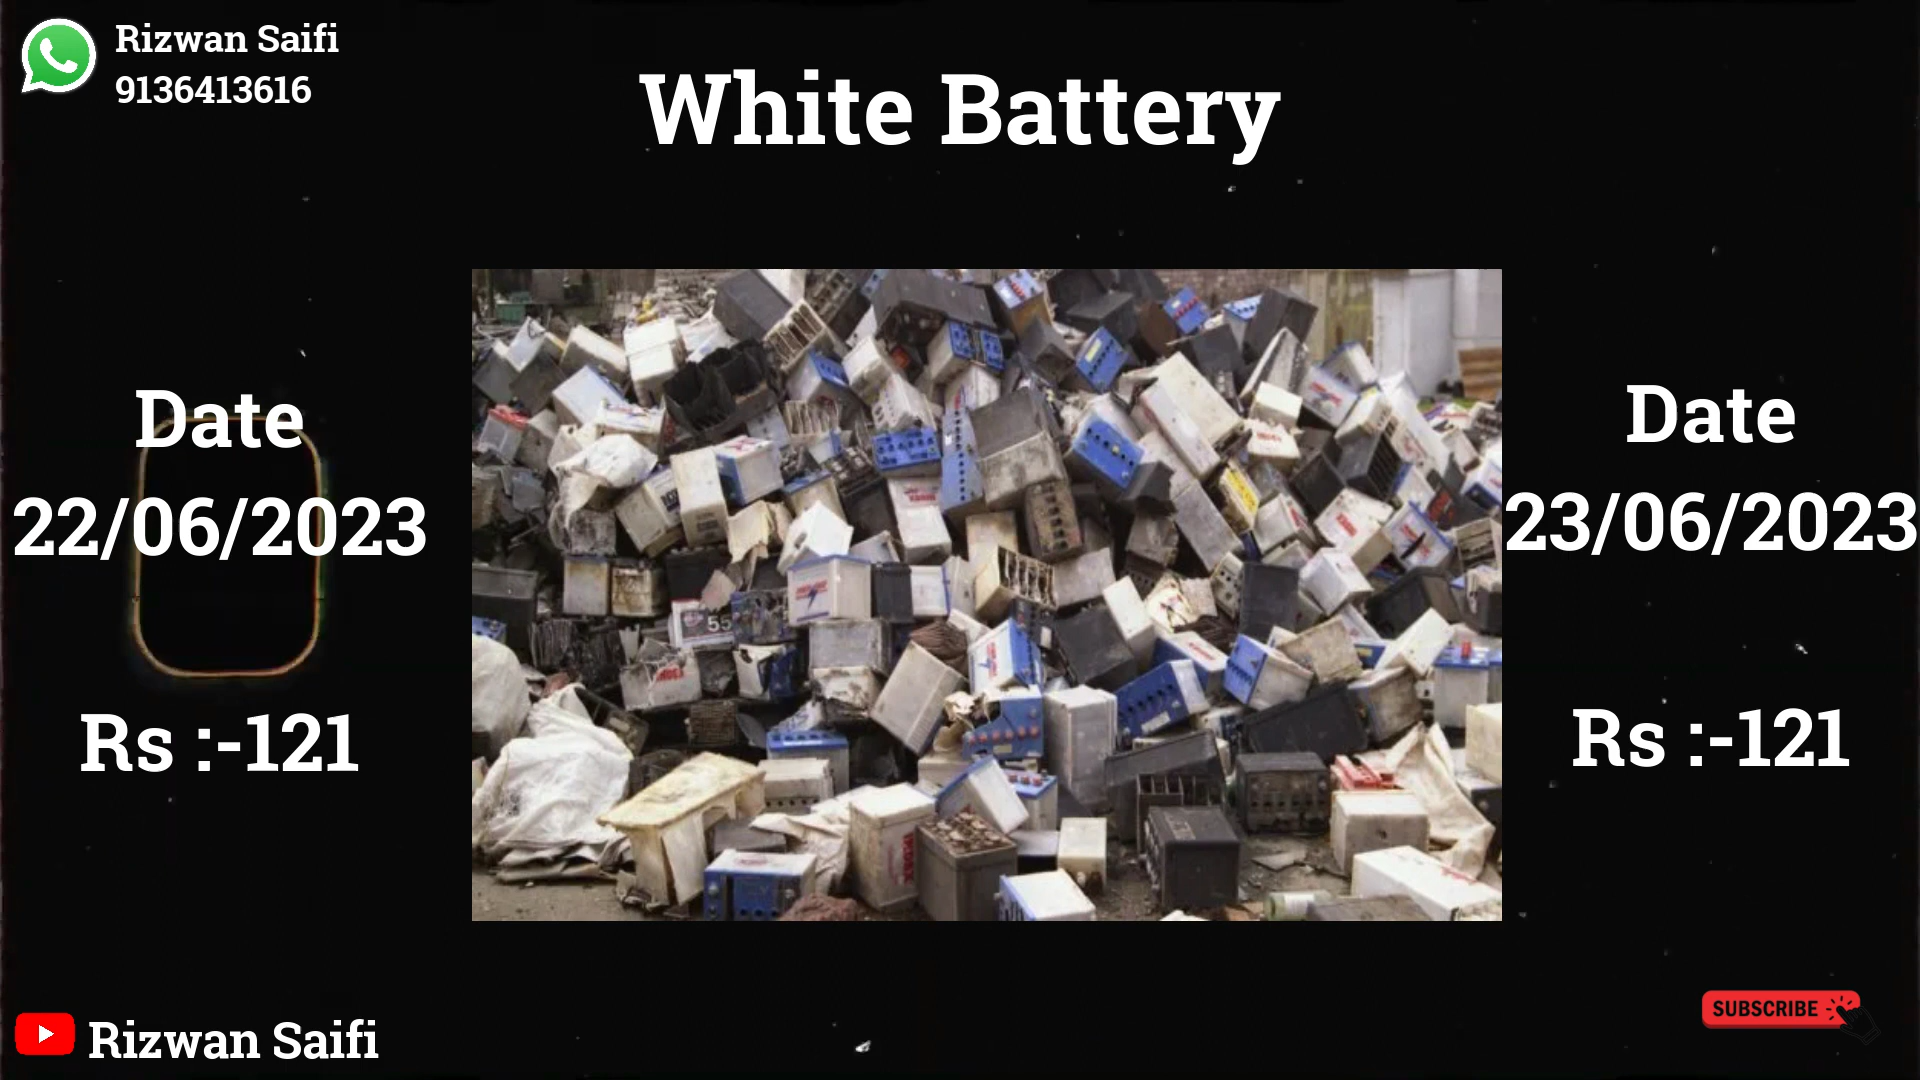 Rizwan Saifi
9136413616
White Battery
Date
22/06/2023
Rs :-121
Date
23/06/2023
Rs :-121
55
Rizwan Saifi
SUBSCRIBE